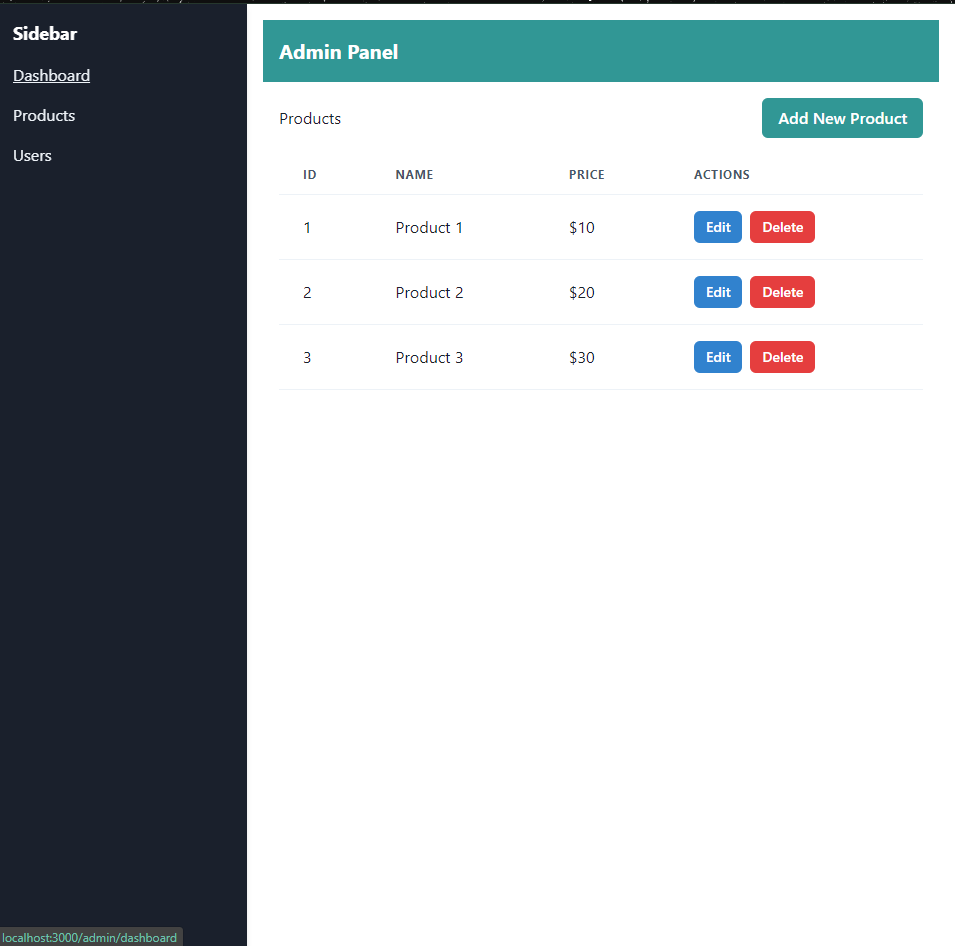 Sidebar
Dashboard
Products
Users
Admin Panel
Products
Add New Product
ID NAME PRICE ACTIONS
1 Product 1 $10 Edit Delete
2 Product 2 $20 Edit Delete
3 Product 3 $30 Edit Delete
localhost:3000/admin/dashboard